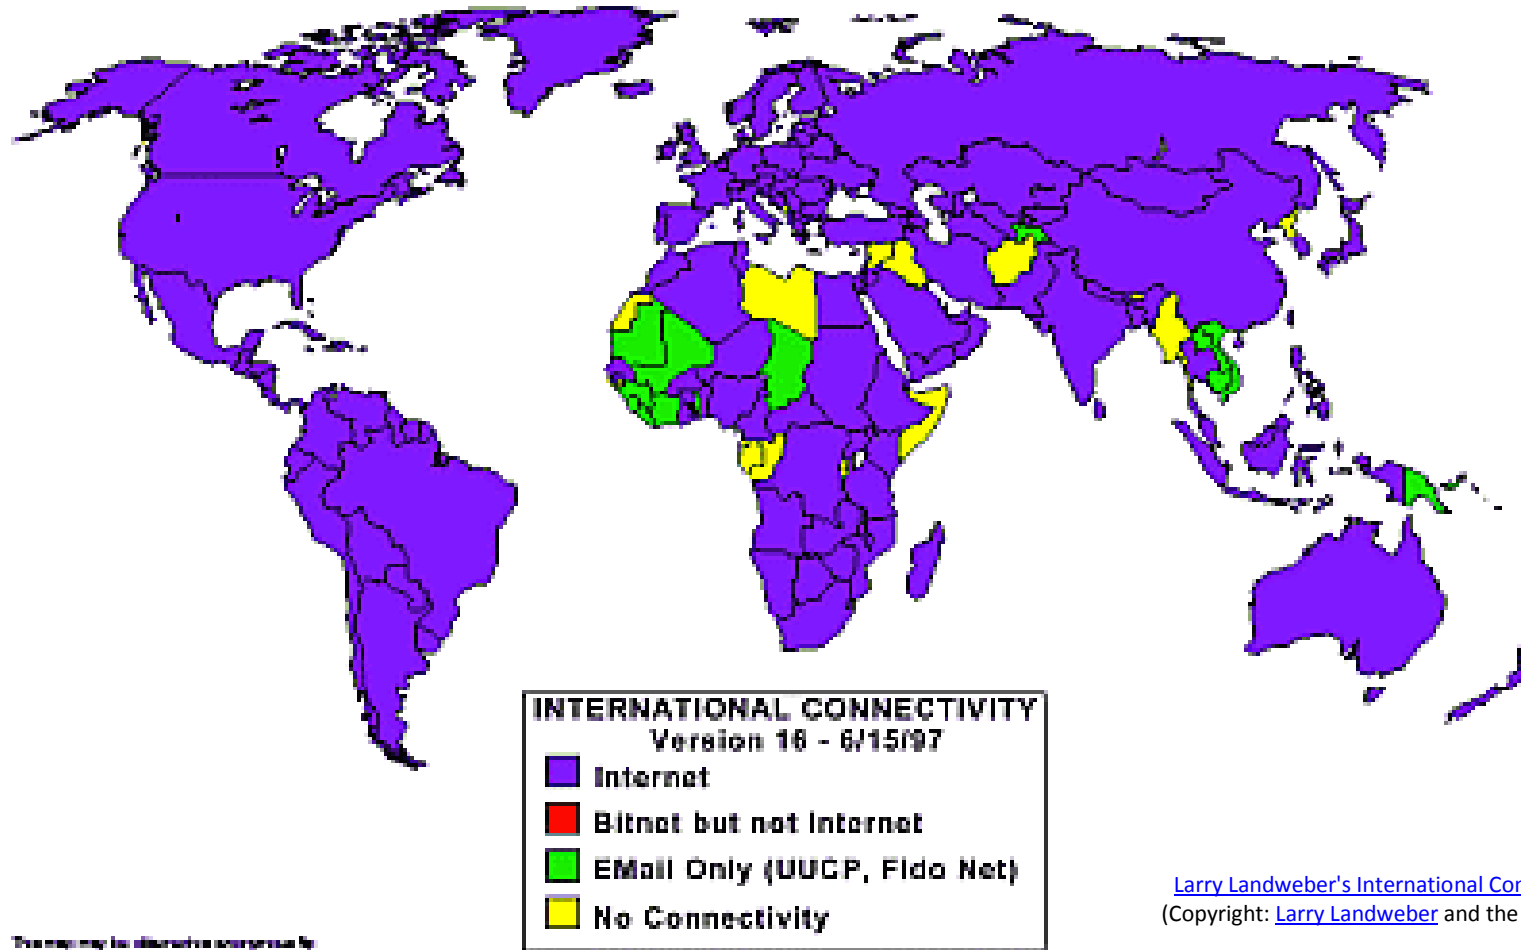 INTERNATIONAL CONNECTIVITY
Version 16 - 6/15/97
Internet
Bitnet but not Internet
EMail Only (UUCP, Fido Net)
No Connectivity
Larry Landweber's International
(Copyright: Larry Landweber and the